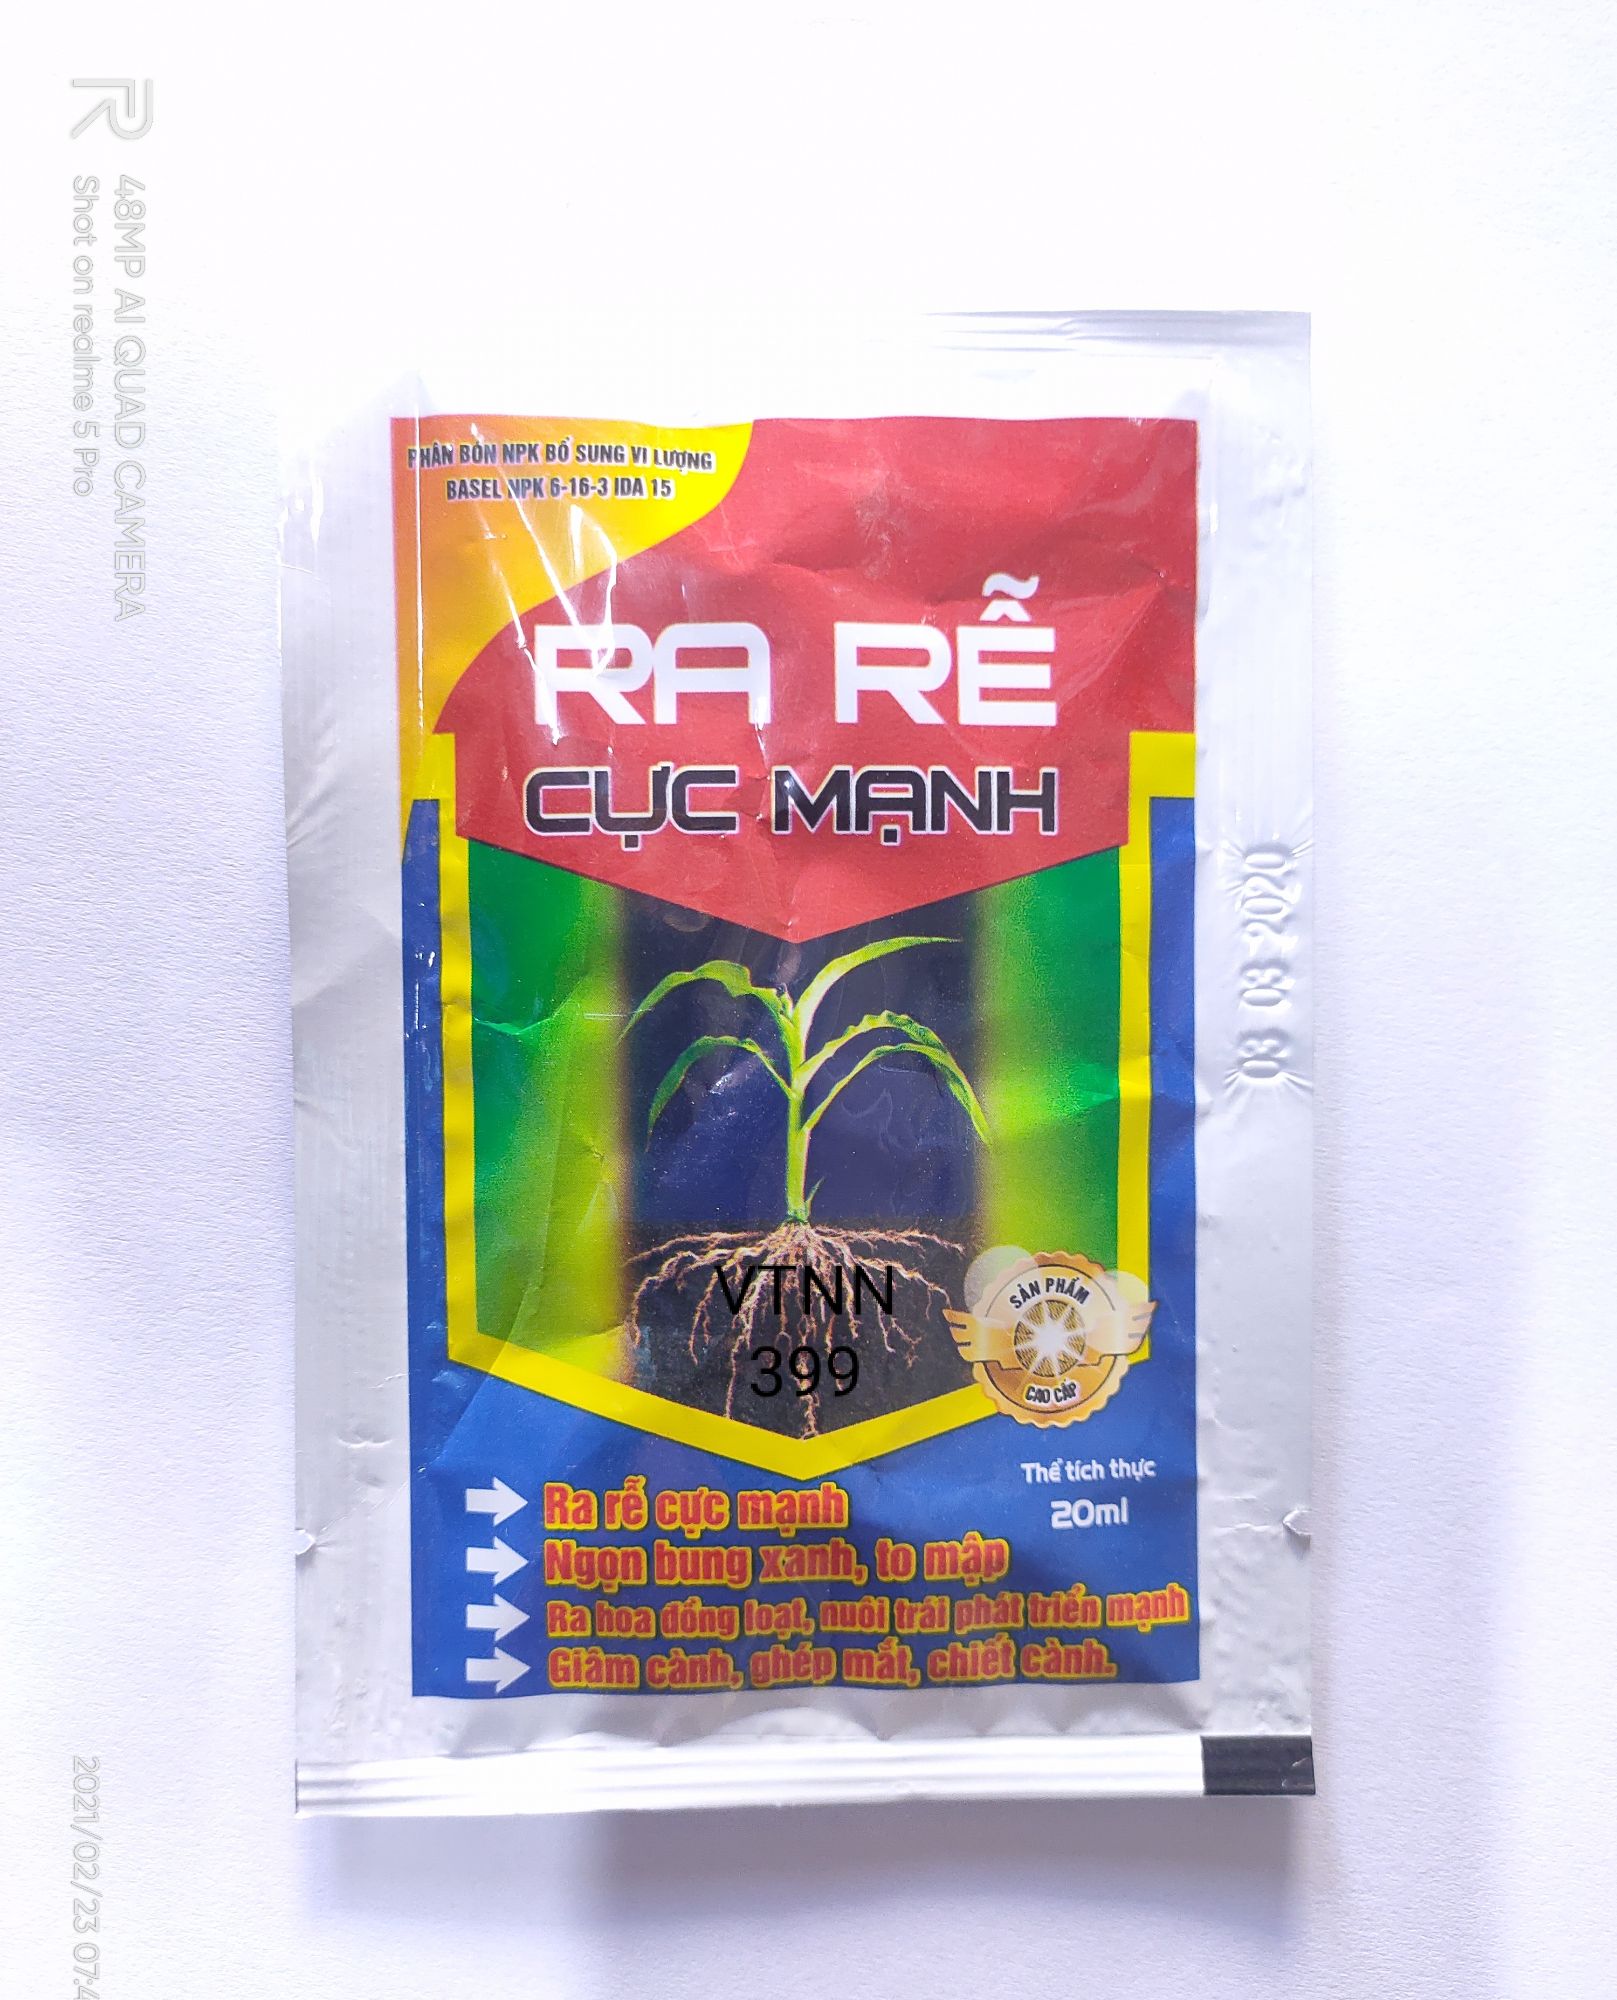 48MP AI QUAD CAMERA
Shot on realme 5 Pro
PHÂN BÓN NPK BỔ SUNG VI LƯỢNG
BASEL NPK 6-16-3 IDA 15
RA RỄ
CỰC MẠNH
03 03 2020
VTNN
399
SẢN PHẨM
CAO CẤP
Thể tích thực
20ml
Ra rễ cực mạnh
Ngọn bung xanh, to mập
Ra hoa đồng loạt, nuôi trái phát triển mạnh
Giâm cành, ghép mắt, chiết cành.
2021/02/23 07:4